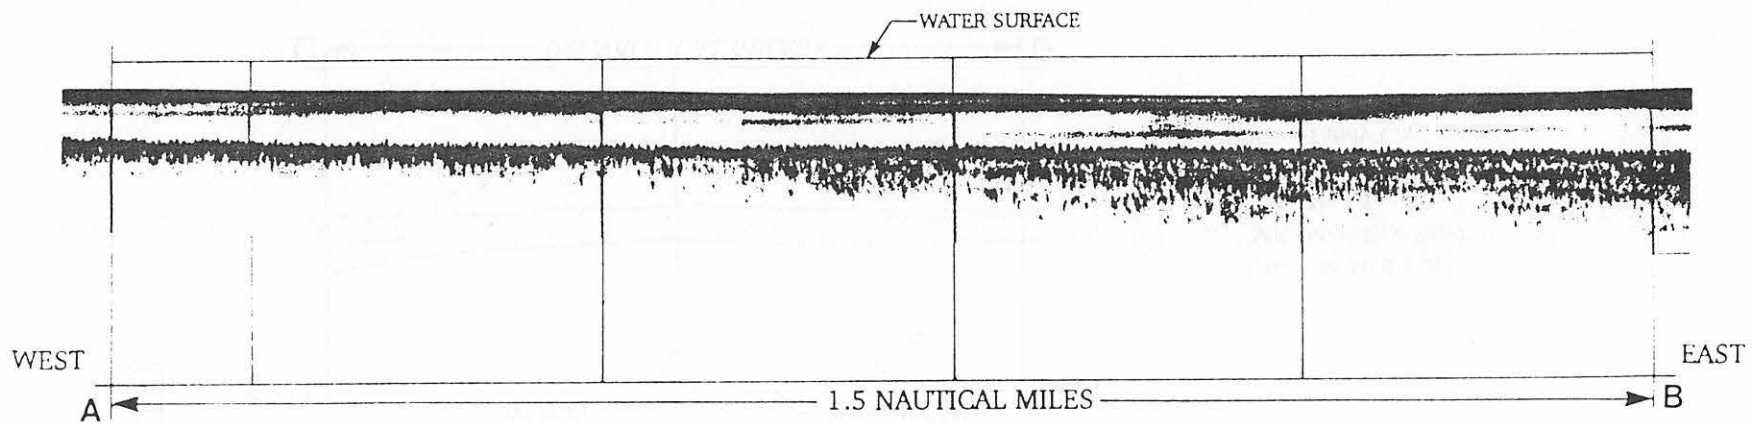 WATER SURFACE
WEST
EAST
A
1.5 NAUTICAL MILES
B